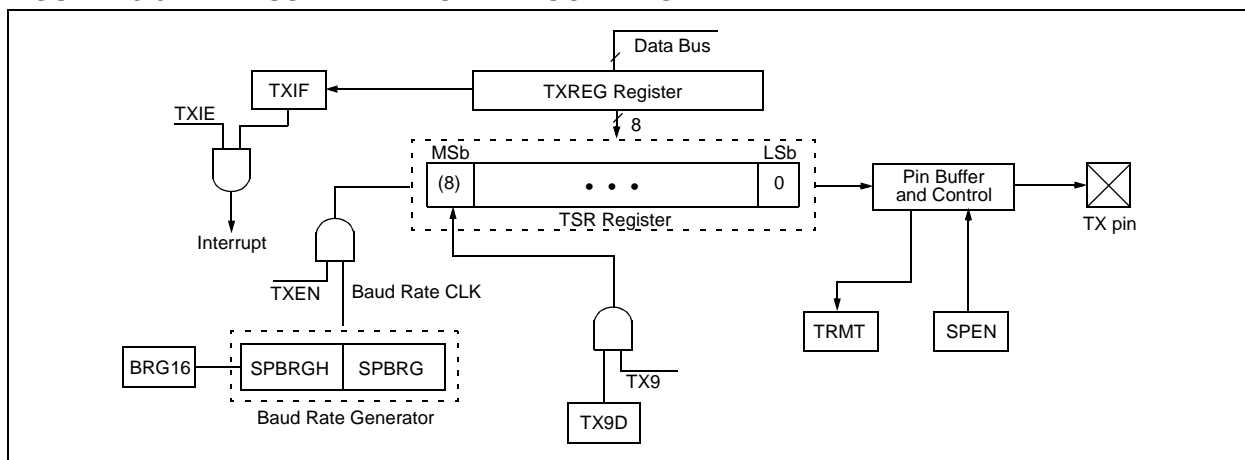 Data Bus
TXIF
TXREG Register
TXIE
8
MSb
LSb
(8)
• • •
0
Pin Buffer
and Control
TSR Register
TX pin
Interrupt
TXEN
Baud Rate CLK
TRMT
SPEN
BRG16
SPBRGH
SPBRG
TX9
Baud Rate Generator
TX9D